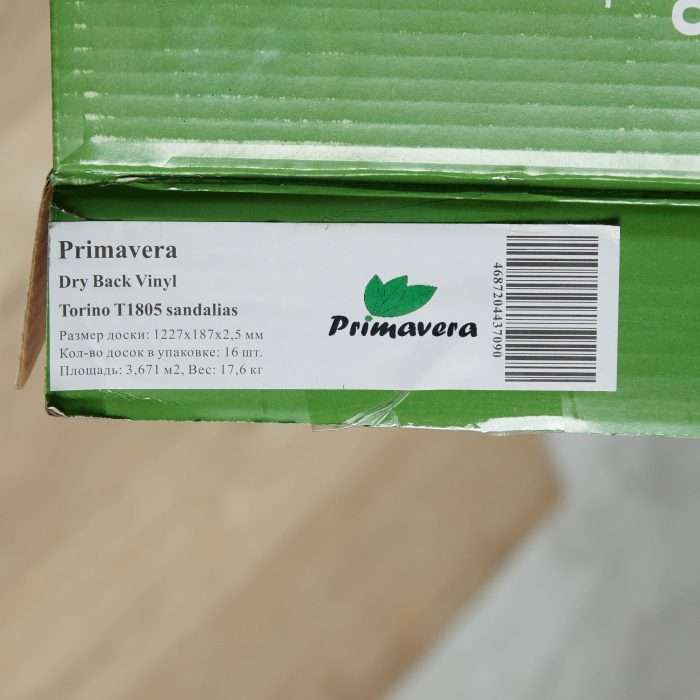 Primavera
Dry Back Vinyl
Torino T1805 sandalias
Размер доски: 1227x187x2,5 мм
Кол-во досок в упаковке: 16 шт.
Площадь: 3,671 м2, Вес: 17,6 кг
Primavera
4687204437090